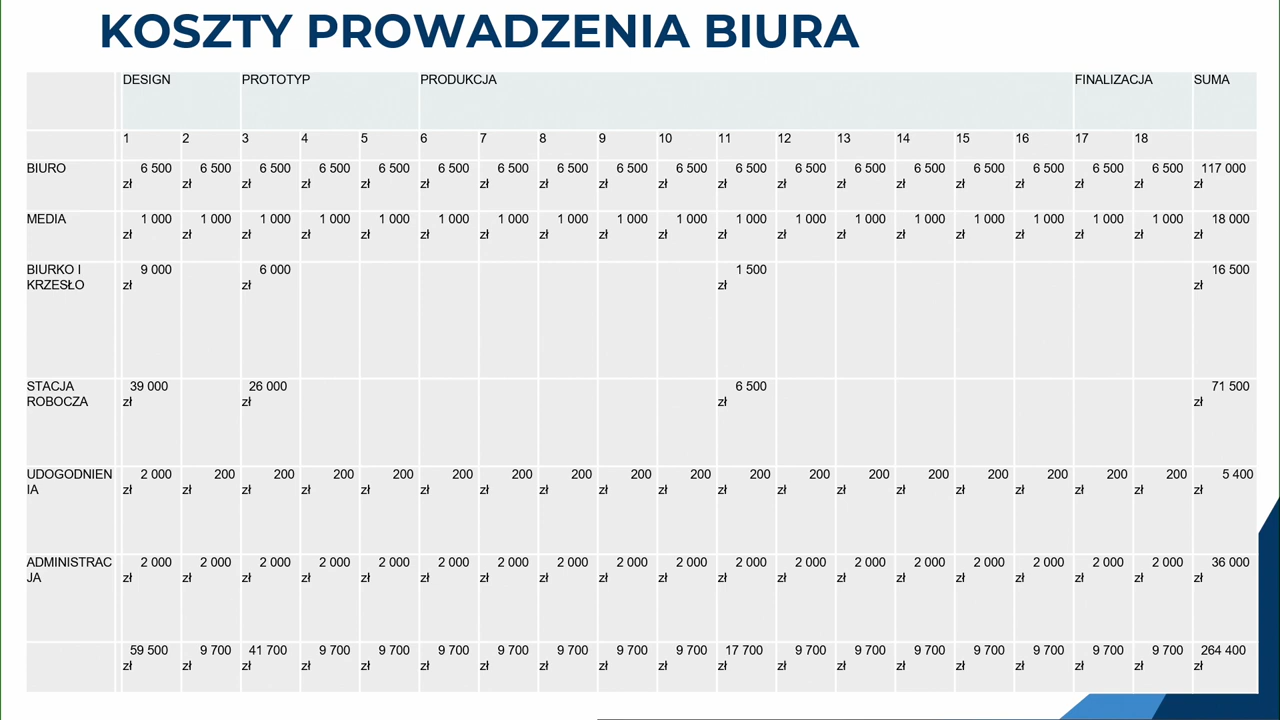 KOSZTY PROWADZENIA BIURA
DESIGN PROTOTYP PRODUKCJA FINALIZACJA SUMA
1 2 3 4 5 6 7 8 9 10 11 12 13 14 15 16 17 18
BIURO 6 500 zł 6 500 zł 6 500 zł 6 500 zł 6 500 zł 6 500 zł 6 500 zł 6 500 zł 6 500 zł 6 500 zł 6 500 zł 6 500 zł 6 500 zł 6 500 zł 6 500 zł 6 500 zł 6 500 zł 6 500 zł 117 000 zł
MEDIA 1 000 zł 1 000 zł 1 000 zł 1 000 zł 1 000 zł 1 000 zł 1 000 zł 1 000 zł 1 000 zł 1 000 zł 1 000 zł 1 000 zł 1 000 zł 1 000 zł 1 000 zł 1 000 zł 1 000 zł 1 000 zł 18 000 zł
BIURKO I KRZESŁO 9 000 zł 6 000 zł 1 500 zł 16 500 zł
STACJA ROBOCZA 39 000 zł 26 000 zł 6 500 zł 71 500 zł
UDOGODNIENIA 2 000 zł 200 zł 200 zł 200 zł 200 zł 200 zł 200 zł 200 zł 200 zł 200 zł 200 zł 200 zł 200 zł 200 zł 200 zł 200 zł 200 zł 200 zł 5 400 zł
ADMINISTRACJA 2 000 zł 2 000 zł 2 000 zł 2 000 zł 2 000 zł 2 000 zł 2 000 zł 2 000 zł 2 000 zł 2 000 zł 2 000 zł 2 000 zł 2 000 zł 2 000 zł 2 000 zł 2 000 zł 2 000 zł 2 000 zł 36 000 zł
59 500 zł 9 700 zł 41 700 zł 9 700 zł 9 700 zł 9 700 zł 9 700 zł 9 700 zł 9 700 zł 9 700 zł 17 700 zł 9 700 zł 9 700 zł 9 700 zł 9 700 zł 9 700 zł 9 700 zł 9 700 zł 264 400 zł